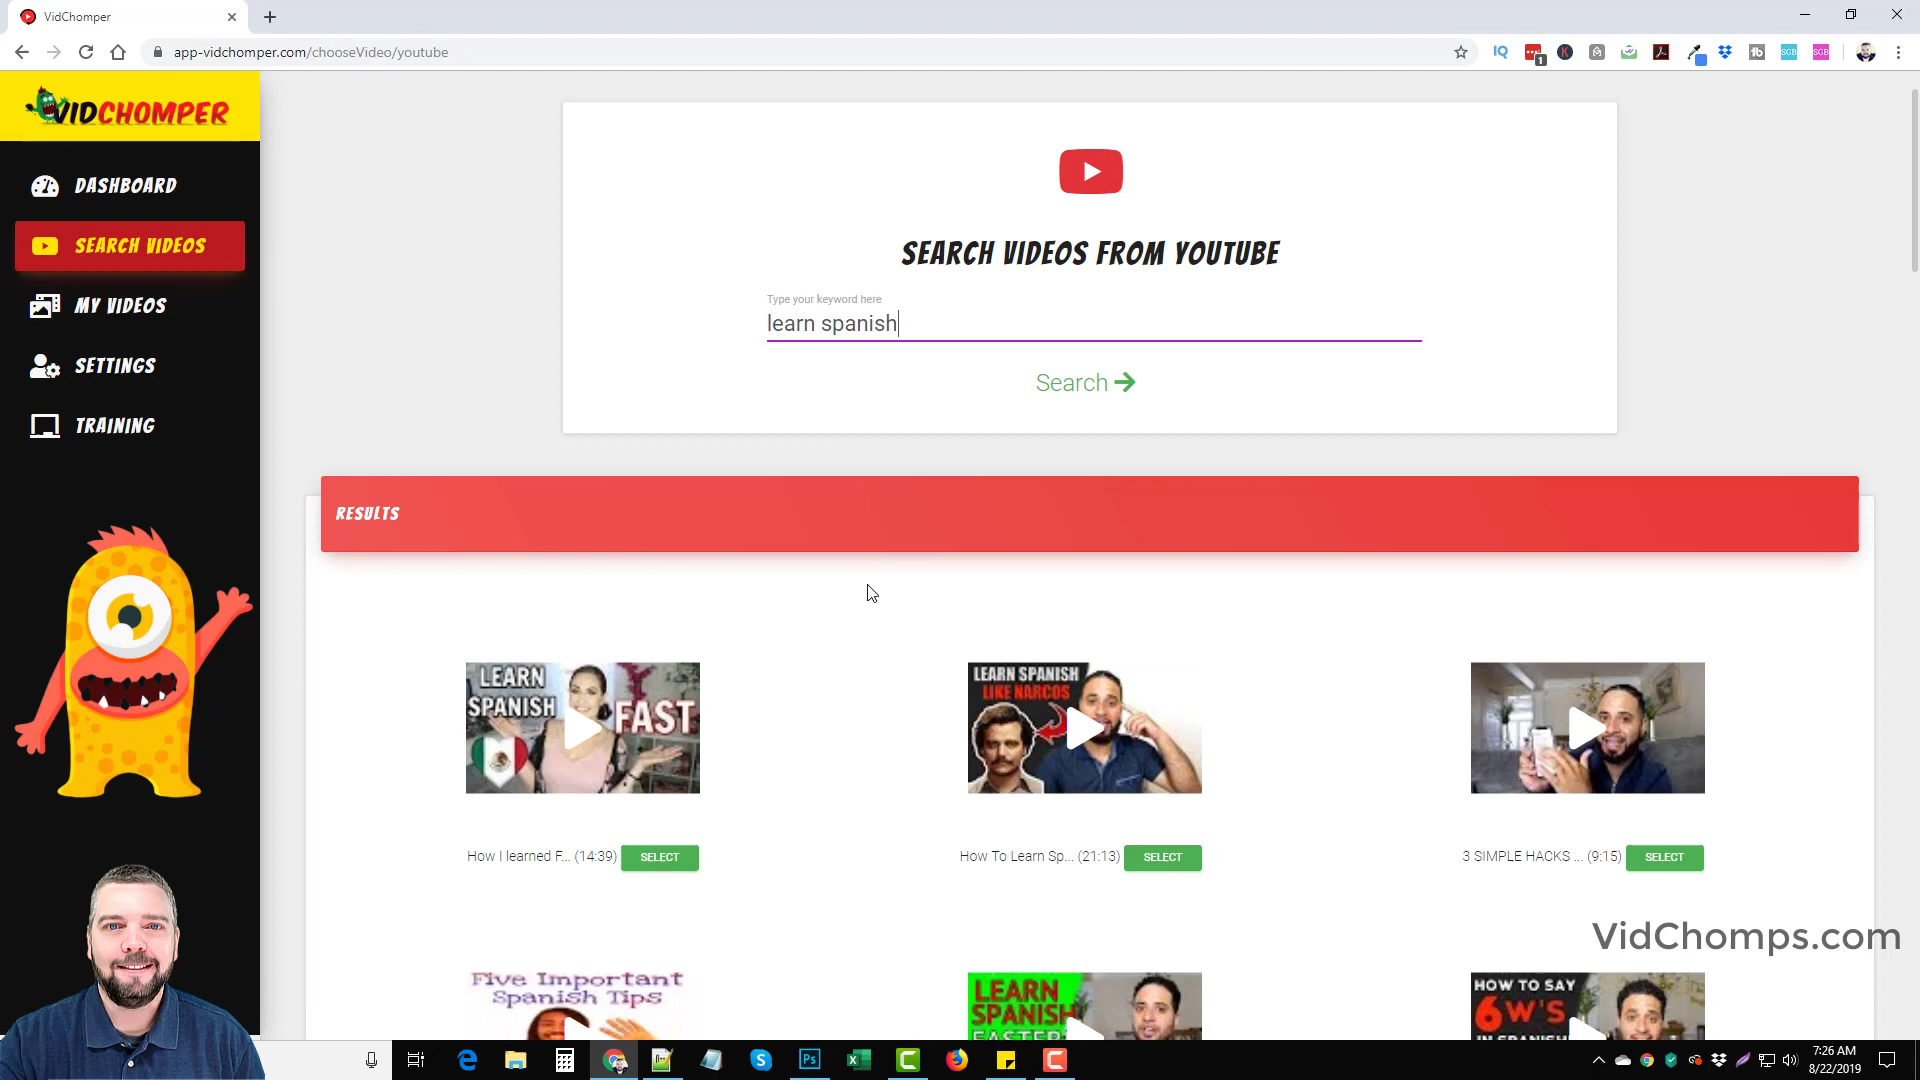 VidChomper
app-vidchomper.com/chooseVideo/youtube
VIDCHOMPER
DASHBOARD
SEARCH VIDEOS
MY VIDEOS
SETTINGS
TRAINING
SEARCH VIDEOS FROM YOUTUBE
Type your keyword here
learn spanish
Search
RESULTS
LEARN
SPANISH
FAST
LEARN SPANISH
LIKE NARCOS
How I learned F... (14:39)
SELECT
How To Learn Sp... (21:13)
SELECT
3 SIMPLE HACKS ... (9:15)
SELECT
VidChomps.com
Five Important
Spanish Tips
LEARN
SPANISH
HOW TO SAY
6 W'S
7:26 AM
8/22/2019